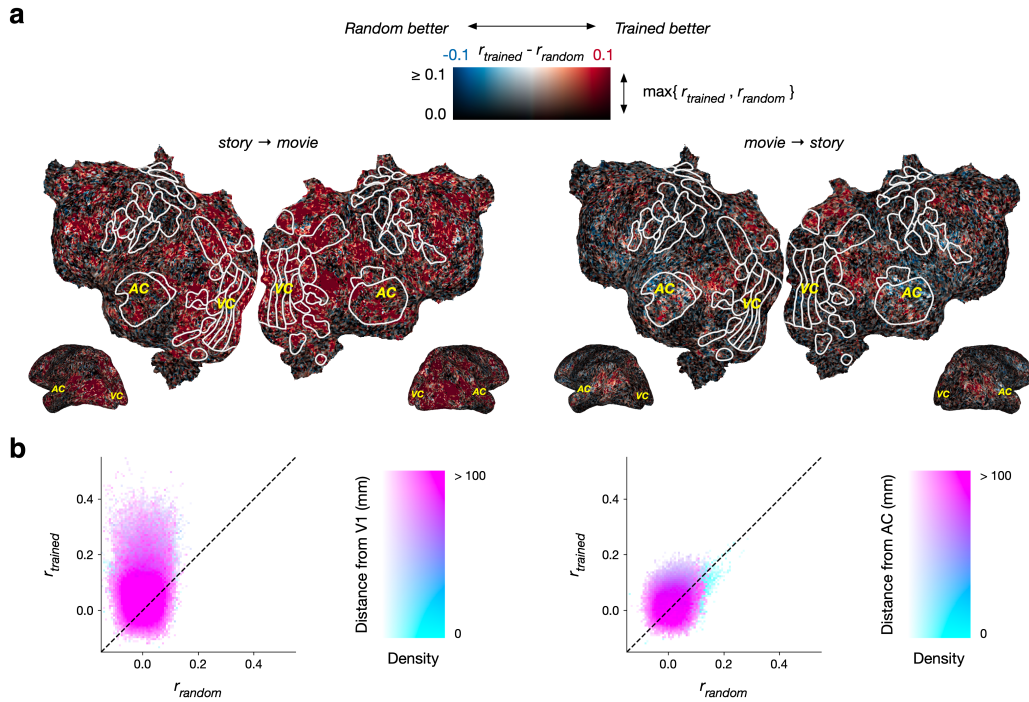 a
Random better Trained better
-0.1 r_trained - r_random 0.1
≥ 0.1
0.0
max{ r_trained , r_random }
story → movie
movie → story
AC VC VC AC
AC VC VC AC
AC VC VC AC
AC VC VC AC
b
0.4
0.2
0.0
r_trained
0.0 0.2 0.4
r_random
Distance from V1 (mm)
> 100
0
Density
0.4
0.2
0.0
r_trained
0.0 0.2 0.4
r_random
Distance from AC (mm)
> 100
0
Density